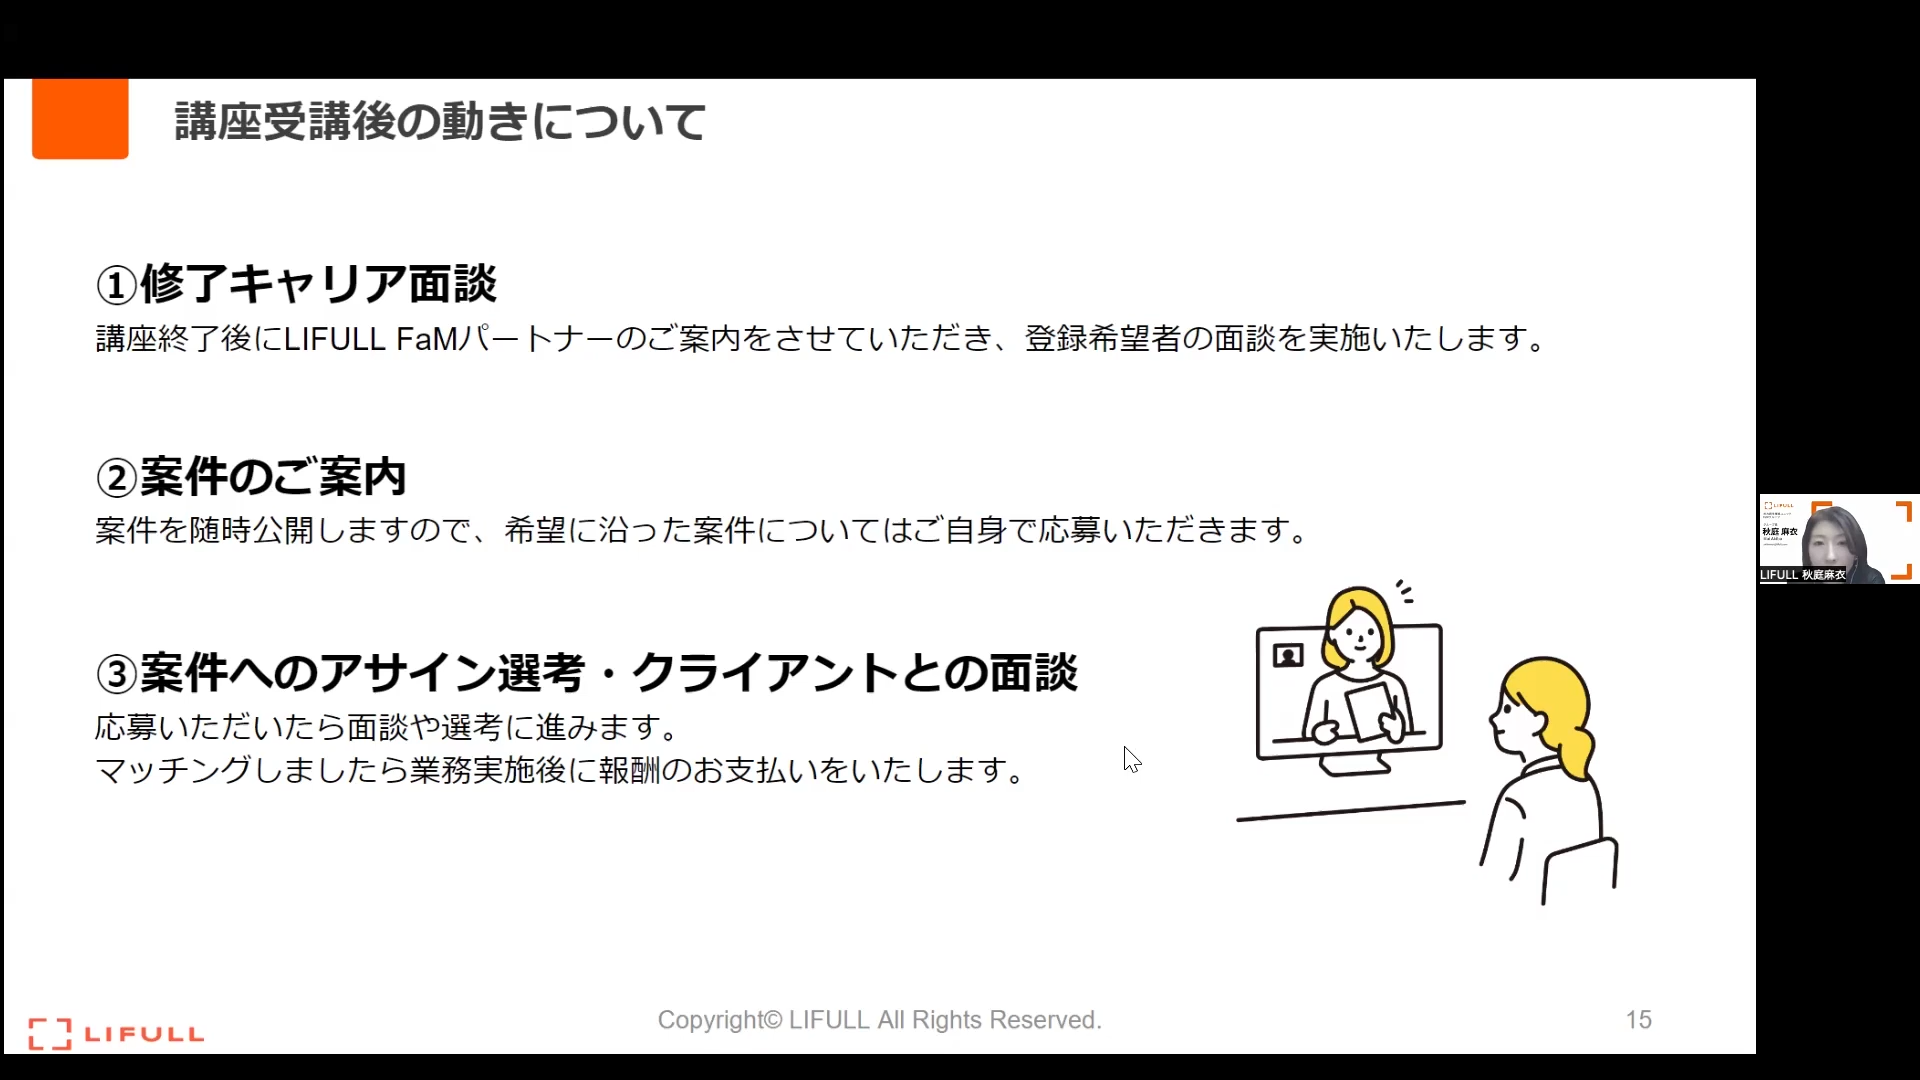 講座受講後の動きについて
①修了キャリア面談
講座終了後にLIFULL FaMパートナーのご案内をさせていただき、登録希望者の面談を実施いたします。
②案件のご案内
案件を随時公開しますので、希望に沿った案件についてはご自身で応募いただきます。
③案件へのアサイン選考・クライアントとの面談
応募いただいたら面談や選考に進みます。
マッチングしましたら業務実施後に報酬のお支払いをいたします。
LIFULL
秋庭 麻衣
LIFULL 秋庭麻衣
LIFULL
Copyright© LIFULL All Rights Reserved.
15